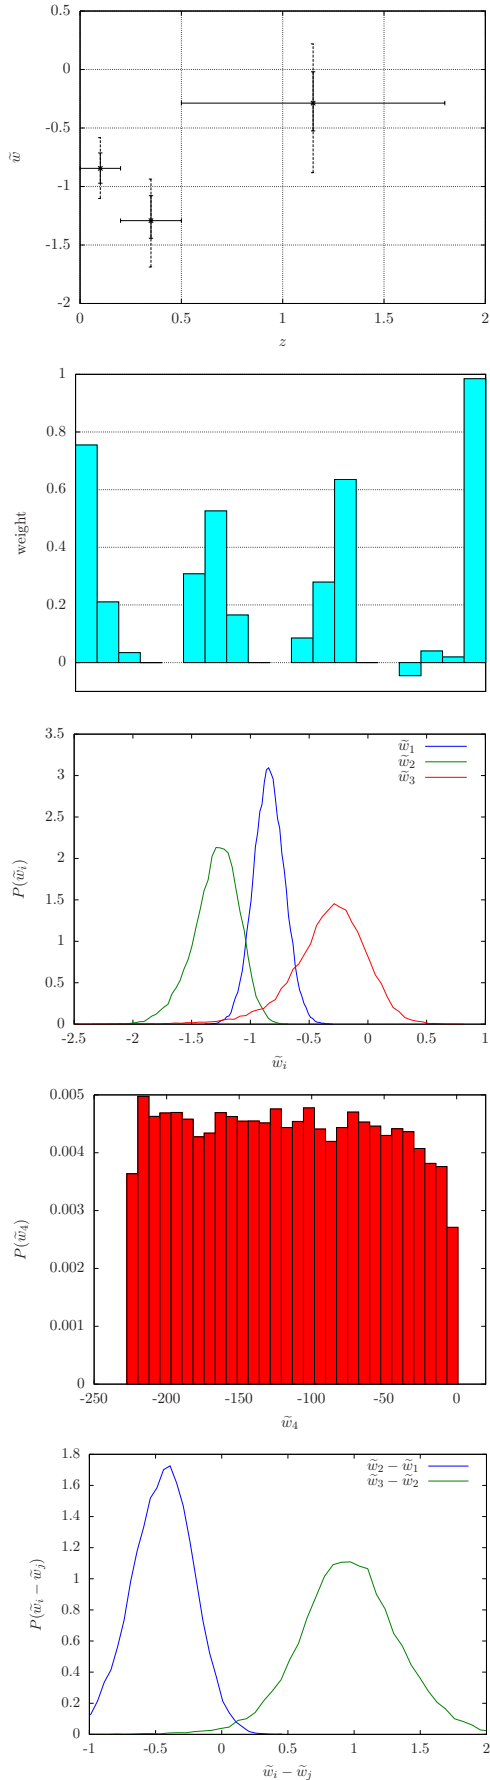 0.5
0
-0.5
-1
-1.5
-2
w̃
0 0.5 1 1.5 2
z
1
0.8
0.6
0.4
0.2
0
weight
3.5
3
2.5
2
1.5
1
0.5
0
P(w̃ᵢ)
w̃₁
w̃₂
w̃₃
-2.5 -2 -1.5 -1 -0.5 0 0.5 1
w̃ᵢ
0.005
0.004
0.003
0.002
0.001
0
P(w̃₄)
-250 -200 -150 -100 -50 0
w̃₄
1.8
1.6
1.4
1.2
1
0.8
0.6
0.4
0.2
0
P(w̃ᵢ − w̃ⱼ)
w̃₂ − w̃₁
w̃₃ − w̃₂
-1 -0.5 0 0.5 1 1.5 2
w̃ᵢ − w̃ⱼ